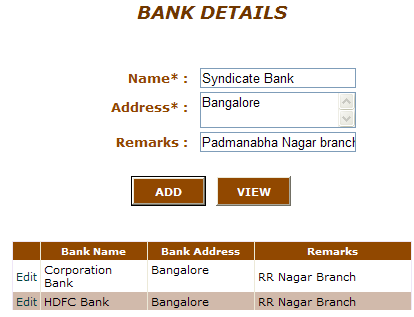 BANK DETAILS
Name* : Syndicate Bank
Address* : Bangalore
Remarks : Padmanabha Nagar branch
ADD VIEW
Bank Name Bank Address Remarks
Edit Corporation Bank Bangalore RR Nagar Branch
Edit HDFC Bank Bangalore RR Nagar Branch